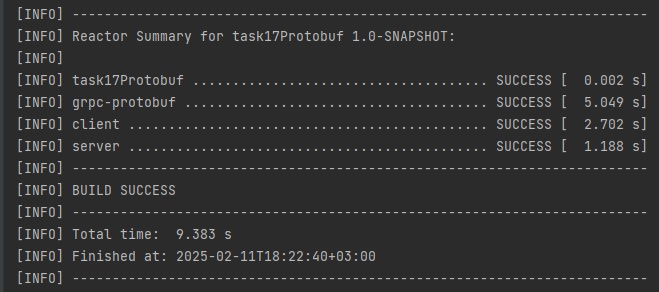 [INFO] ------------------------------------------------------------------------
[INFO] Reactor Summary for task17Protobuf 1.0-SNAPSHOT:
[INFO]
[INFO] task17Protobuf ..................................... SUCCESS [  0.002 s]
[INFO] grpc-protobuf ...................................... SUCCESS [  5.049 s]
[INFO] client ............................................. SUCCESS [  2.702 s]
[INFO] server ............................................. SUCCESS [  1.188 s]
[INFO] ------------------------------------------------------------------------
[INFO] BUILD SUCCESS
[INFO] ------------------------------------------------------------------------
[INFO] Total time:  9.383 s
[INFO] Finished at: 2025-02-11T18:22:40+03:00
[INFO] ------------------------------------------------------------------------